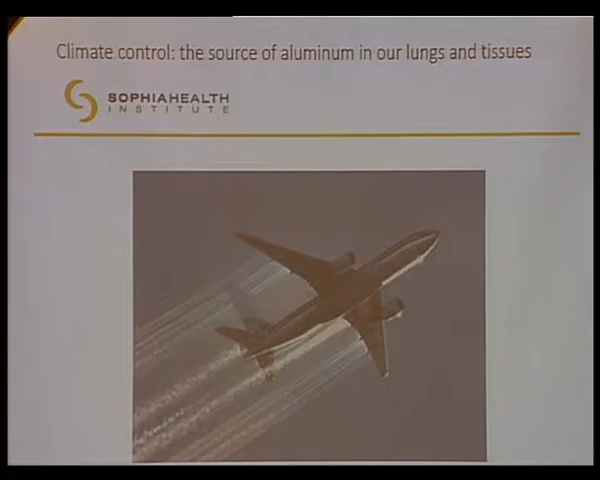 Climate control: the source of aluminum in our lungs and tissues
SOPHIAHEALTH
INSTITUTE